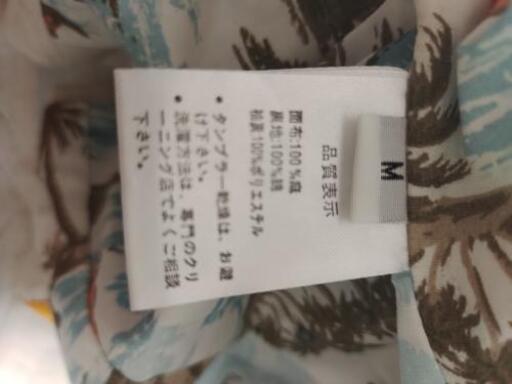 M
品質表示
面布:100%麻
裏地:100%綿
袖裏:100%ポリエステル
• タンブラー乾燥は、お避
け下さい。
• 洗濯方法は、専門のクリ
ーニング店でよくご相談
下さい。